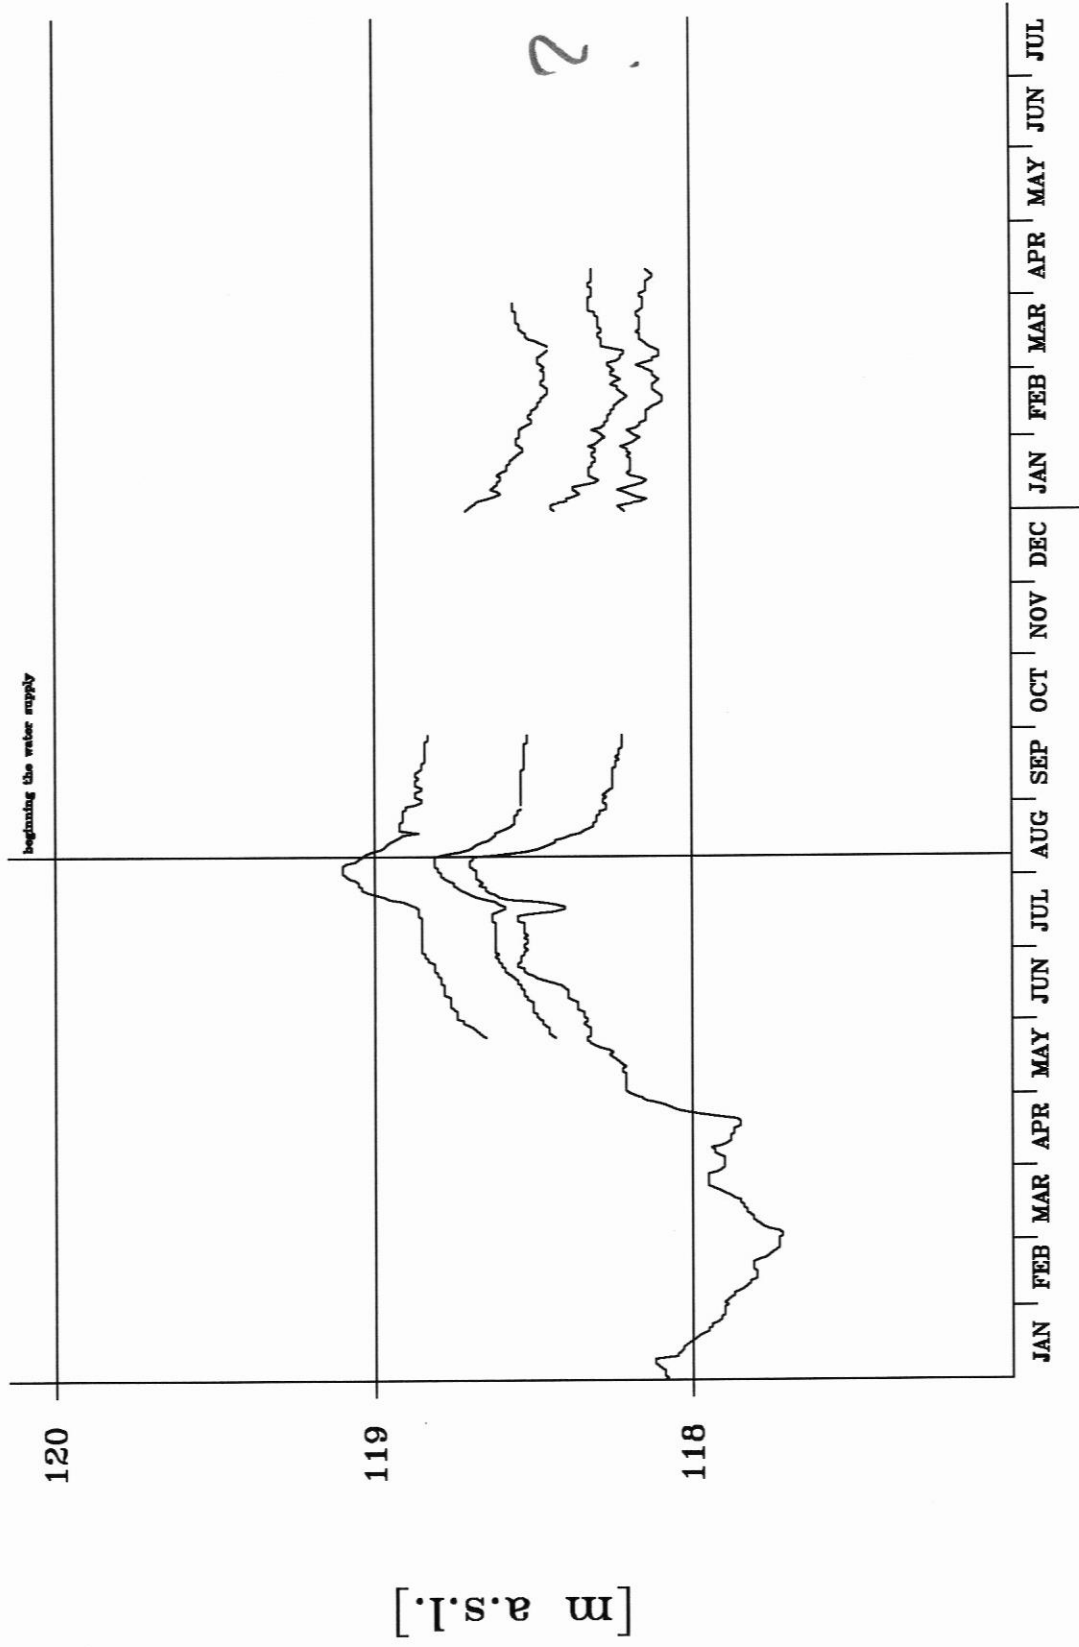 beginning the water supply
120
119
118
[m a.s.l.]
JAN FEB MAR APR MAY JUN JUL AUG SEP OCT NOV DEC JAN FEB MAR APR MAY JUN JUL